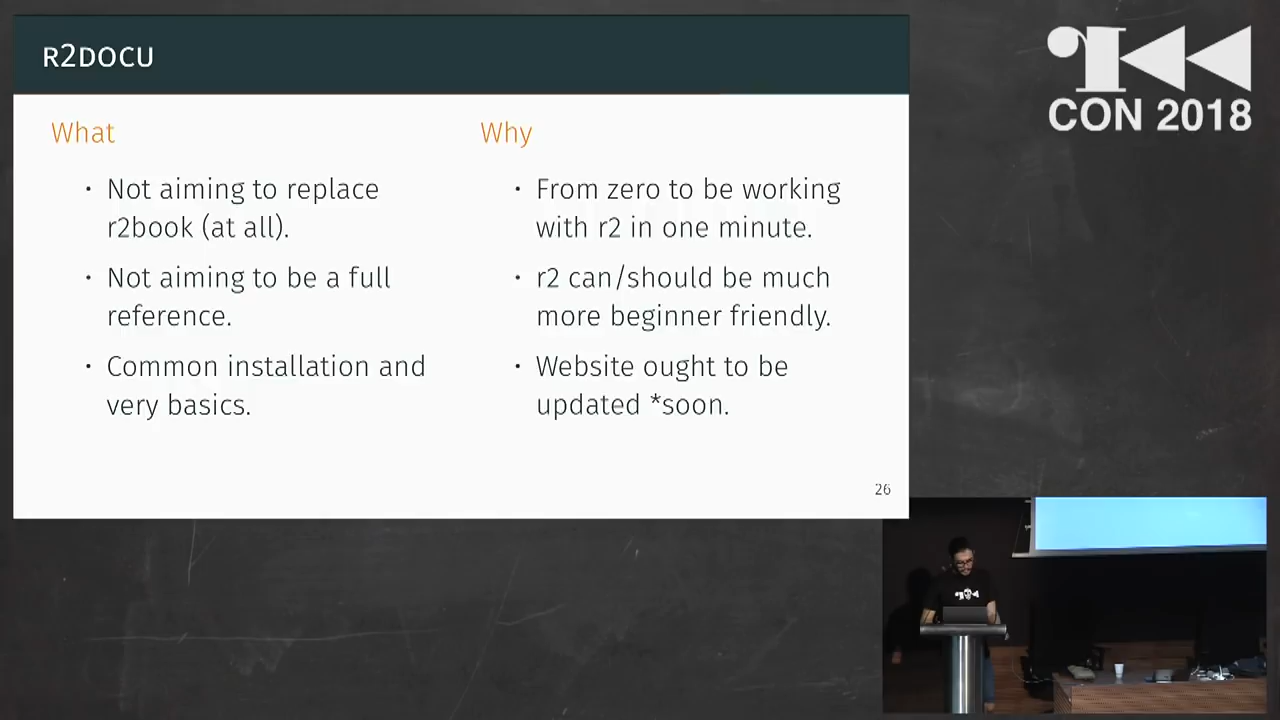 R2DOCU
What
• Not aiming to replace
r2book (at all).
• Not aiming to be a full
reference.
• Common installation and
very basics.
Why
• From zero to be working
with r2 in one minute.
• r2 can/should be much
more beginner friendly.
• Website ought to be
updated *soon.
26
CON 2018